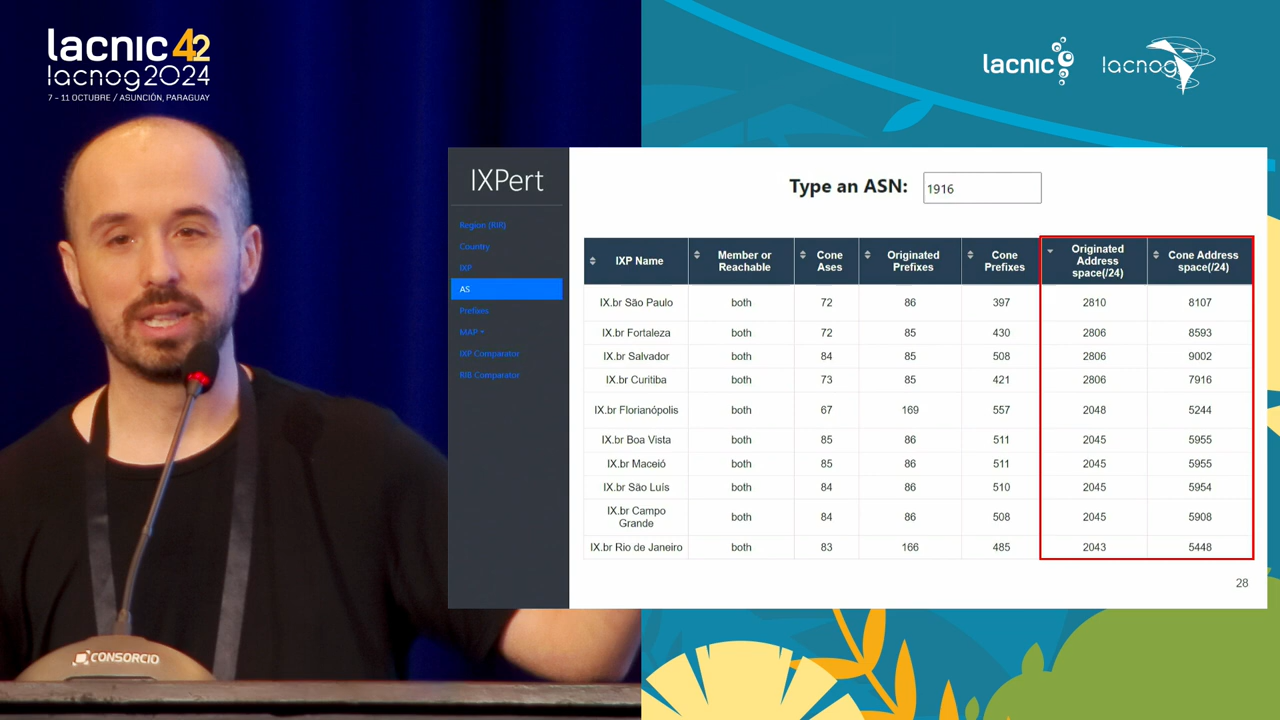 lacnic 42
lacnog2024
7 - 11 OCTUBRE / ASUNCIÓN, PARAGUAY
lacnic
lacnog
IXPert
Region (RIR)
Country
IXP
AS
Prefixes
MAP
IXP Comparator
RIB Comparator
Type an ASN: 1916
IXP Name Member or Reachable Cone Ases Originated Prefixes Cone Prefixes Originated Address space(/24) Cone Address space(/24)
IX.br São Paulo both 72 86 397 2810 8107
IX.br Fortaleza both 72 85 430 2806 8593
IX.br Salvador both 84 85 508 2806 9002
IX.br Curitiba both 73 85 421 2806 7916
IX.br Florianópolis both 67 169 557 2048 5244
IX.br Boa Vista both 85 86 511 2045 5955
IX.br Maceió both 85 86 511 2045 5955
IX.br São Luís both 84 86 510 2045 5954
IX.br Campo Grande both 84 86 508 2045 5908
IX.br Rio de Janeiro both 83 166 485 2043 5448
28
CONSORCIO